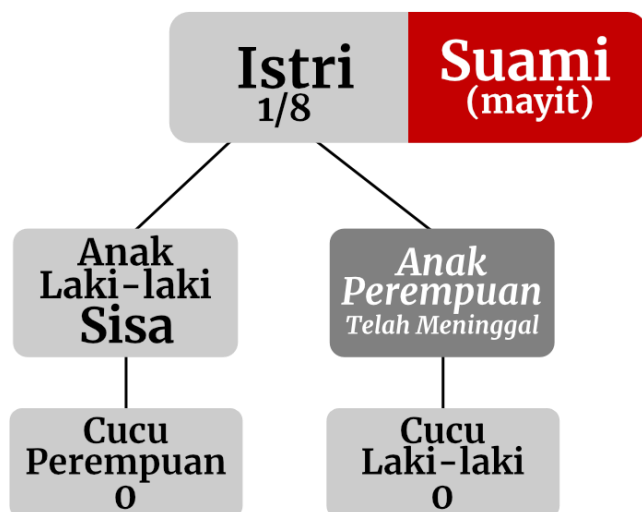 Istri
1/8
Suami
(mayit)
Anak
Laki-laki
Sisa
Anak
Perempuan
Telah Meninggal
Cucu
Perempuan
0
Cucu
Laki-laki
0